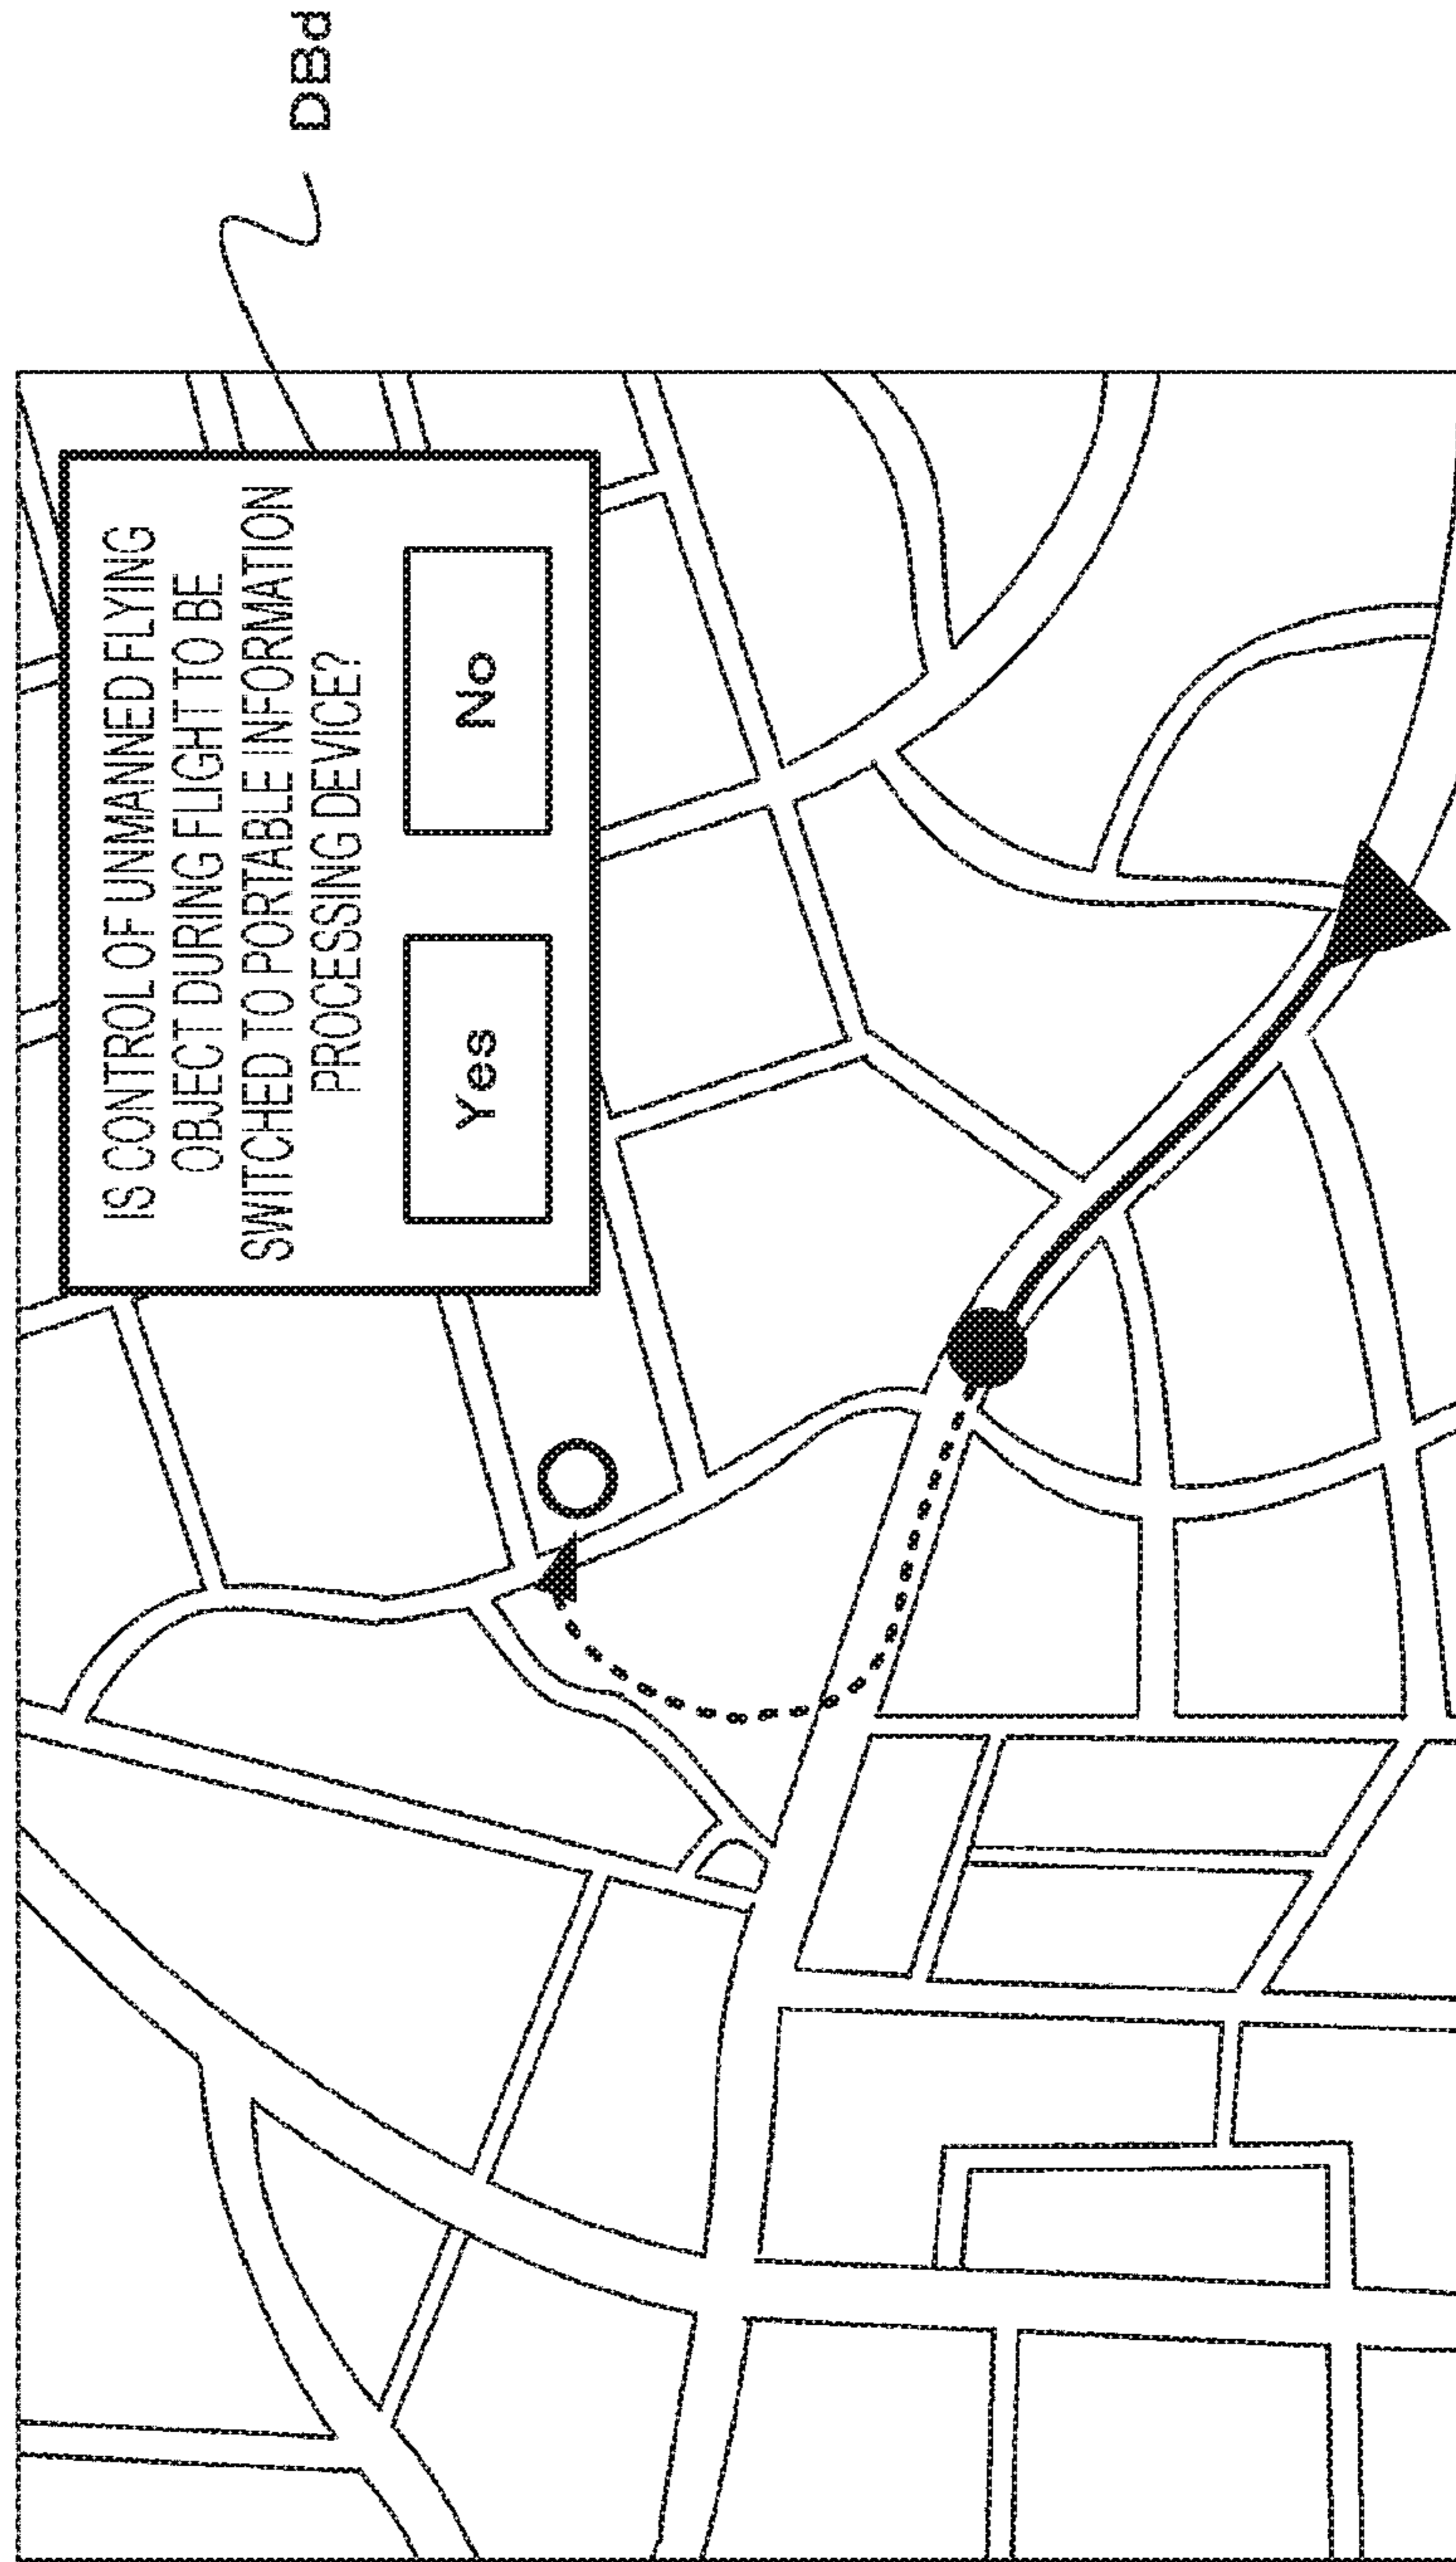 IS CONTROL OF UNMANNED FLYING
OBJECT DURING FLIGHT TO BE
SWITCHED TO PORTABLE INFORMATION
PROCESSING DEVICE?
Yes
No
DBd